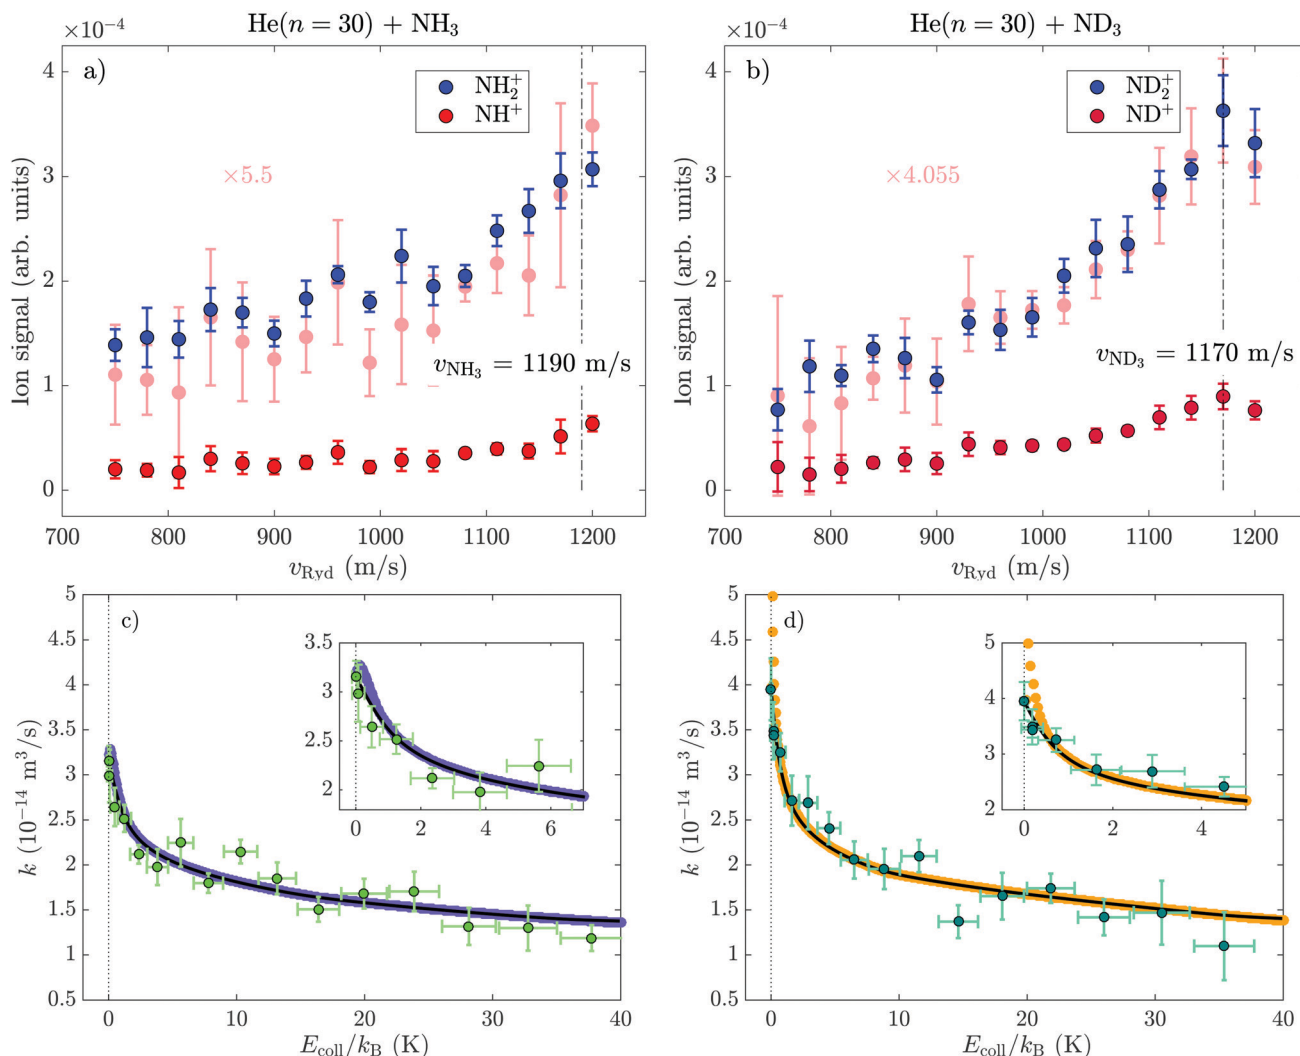 He(n = 30) + NH₃
×10⁻⁴
a)
NH₂⁺
NH⁺
×5.5
v_NH₃ = 1190 m/s
Ion signal (arb. units)
4
3
2
1
0
700 800 900 1000 1100 1200
v_Ryd (m/s)
He(n = 30) + ND₃
×10⁻⁴
b)
ND₂⁺
ND⁺
×4.055
v_ND₃ = 1170 m/s
Ion signal (arb. units)
4
3
2
1
0
700 800 900 1000 1100 1200
v_Ryd (m/s)
c)
k (10⁻¹⁴ m³/s)
5
4.5
4
3.5
3
2.5
2
1.5
1
0.5
0 10 20 30 40
E_coll/k_B (K)
3.5
3
2.5
2
0 2 4 6
d)
k (10⁻¹⁴ m³/s)
5
4.5
4
3.5
3
2.5
2
1.5
1
0.5
0 10 20 30 40
E_coll/k_B (K)
5
4
3
2
0 2 4